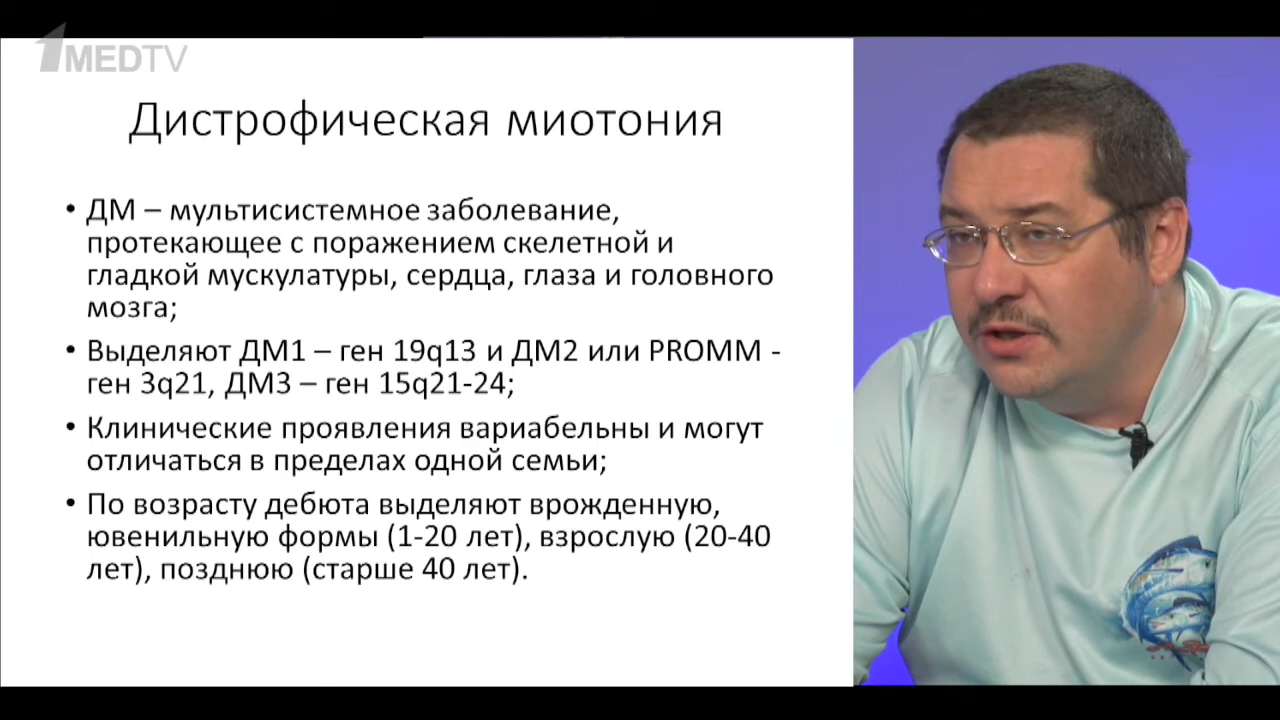 1MEDTV
Дистрофическая миотония
• ДМ – мультисистемное заболевание,
протекающее с поражением скелетной и
гладкой мускулатуры, сердца, глаза и головного
мозга;
• Выделяют ДМ1 – ген 19q13 и ДМ2 или PROMM -
ген 3q21, ДМ3 – ген 15q21-24;
• Клинические проявления вариабельны и могут
отличаться в пределах одной семьи;
• По возрасту дебюта выделяют врожденную,
ювенильную формы (1-20 лет), взрослую (20-40
лет), позднюю (старше 40 лет).